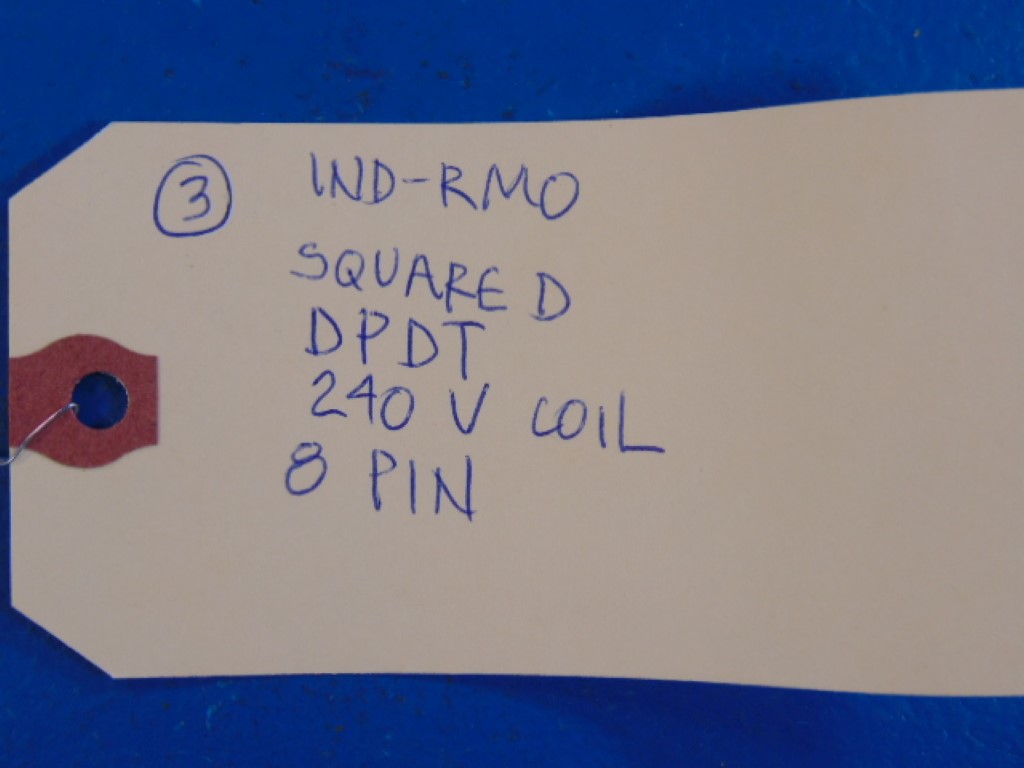 3 IND-RMO
SQUARE D
DPDT
240 V COIL
8 PIN